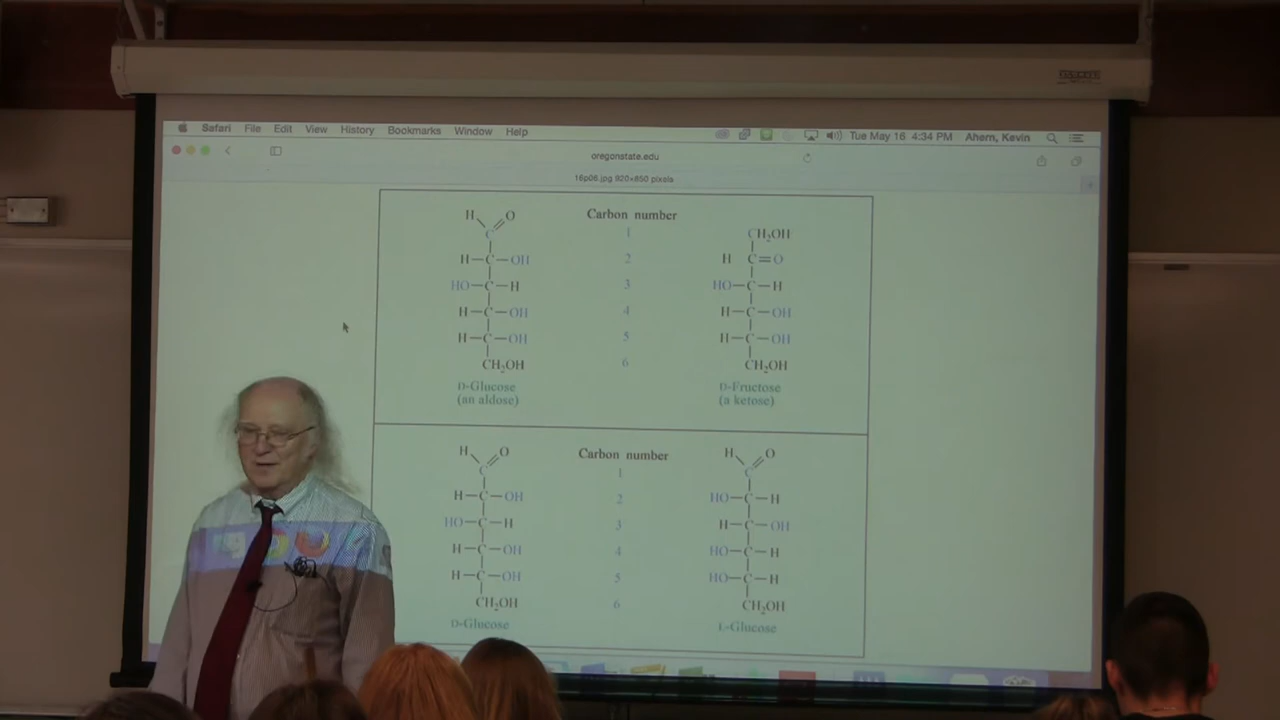 Safari File Edit View History Bookmarks Window Help Tue May 16 4:34 PM Ahern, Kevin
oregonstate.edu
16p06.jpg 920×650 pixels
H O Carbon number
C 1 CH₂OH
H—C—OH 2 H C=O
HO—C—H 3 HO—C—H
H—C—OH 4 H—C—OH
H—C—OH 5 H—C—OH
CH₂OH 6 CH₂OH
D-Glucose D-Fructose
(an aldose) (a ketose)
H O Carbon number H O
C 1 C
H—C—OH 2 HO—C—H
HO—C—H 3 H—C—OH
H—C—OH 4 HO—C—H
H—C—OH 5 HO—C—H
CH₂OH 6 CH₂OH
D-Glucose L-Glucose